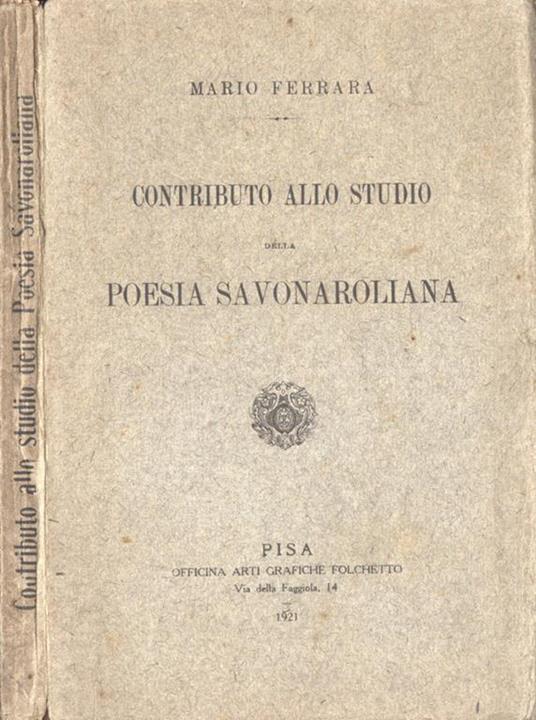 Contributo allo studio della Poesia Savonaroliana
MARIO FERRARA
CONTRIBUTO ALLO STUDIO
DELLA
POESIA SAVONAROLIANA
PISA
OFFICINA ARTI GRAFICHE FOLCHETTO
Via della Faggiola, 14
1921